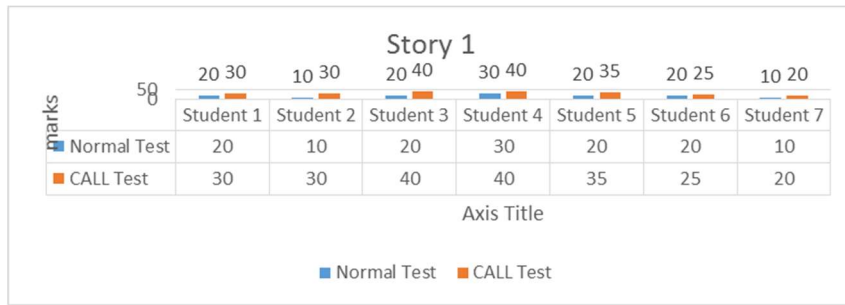 Story 1
20 30 10 30 20 40 30 40 20 35 20 25 10 20
50
0
marks
Student 1 Student 2 Student 3 Student 4 Student 5 Student 6 Student 7
Normal Test 20 10 20 30 20 20 10
CALL Test 30 30 40 40 35 25 20
Axis Title
Normal Test CALL Test